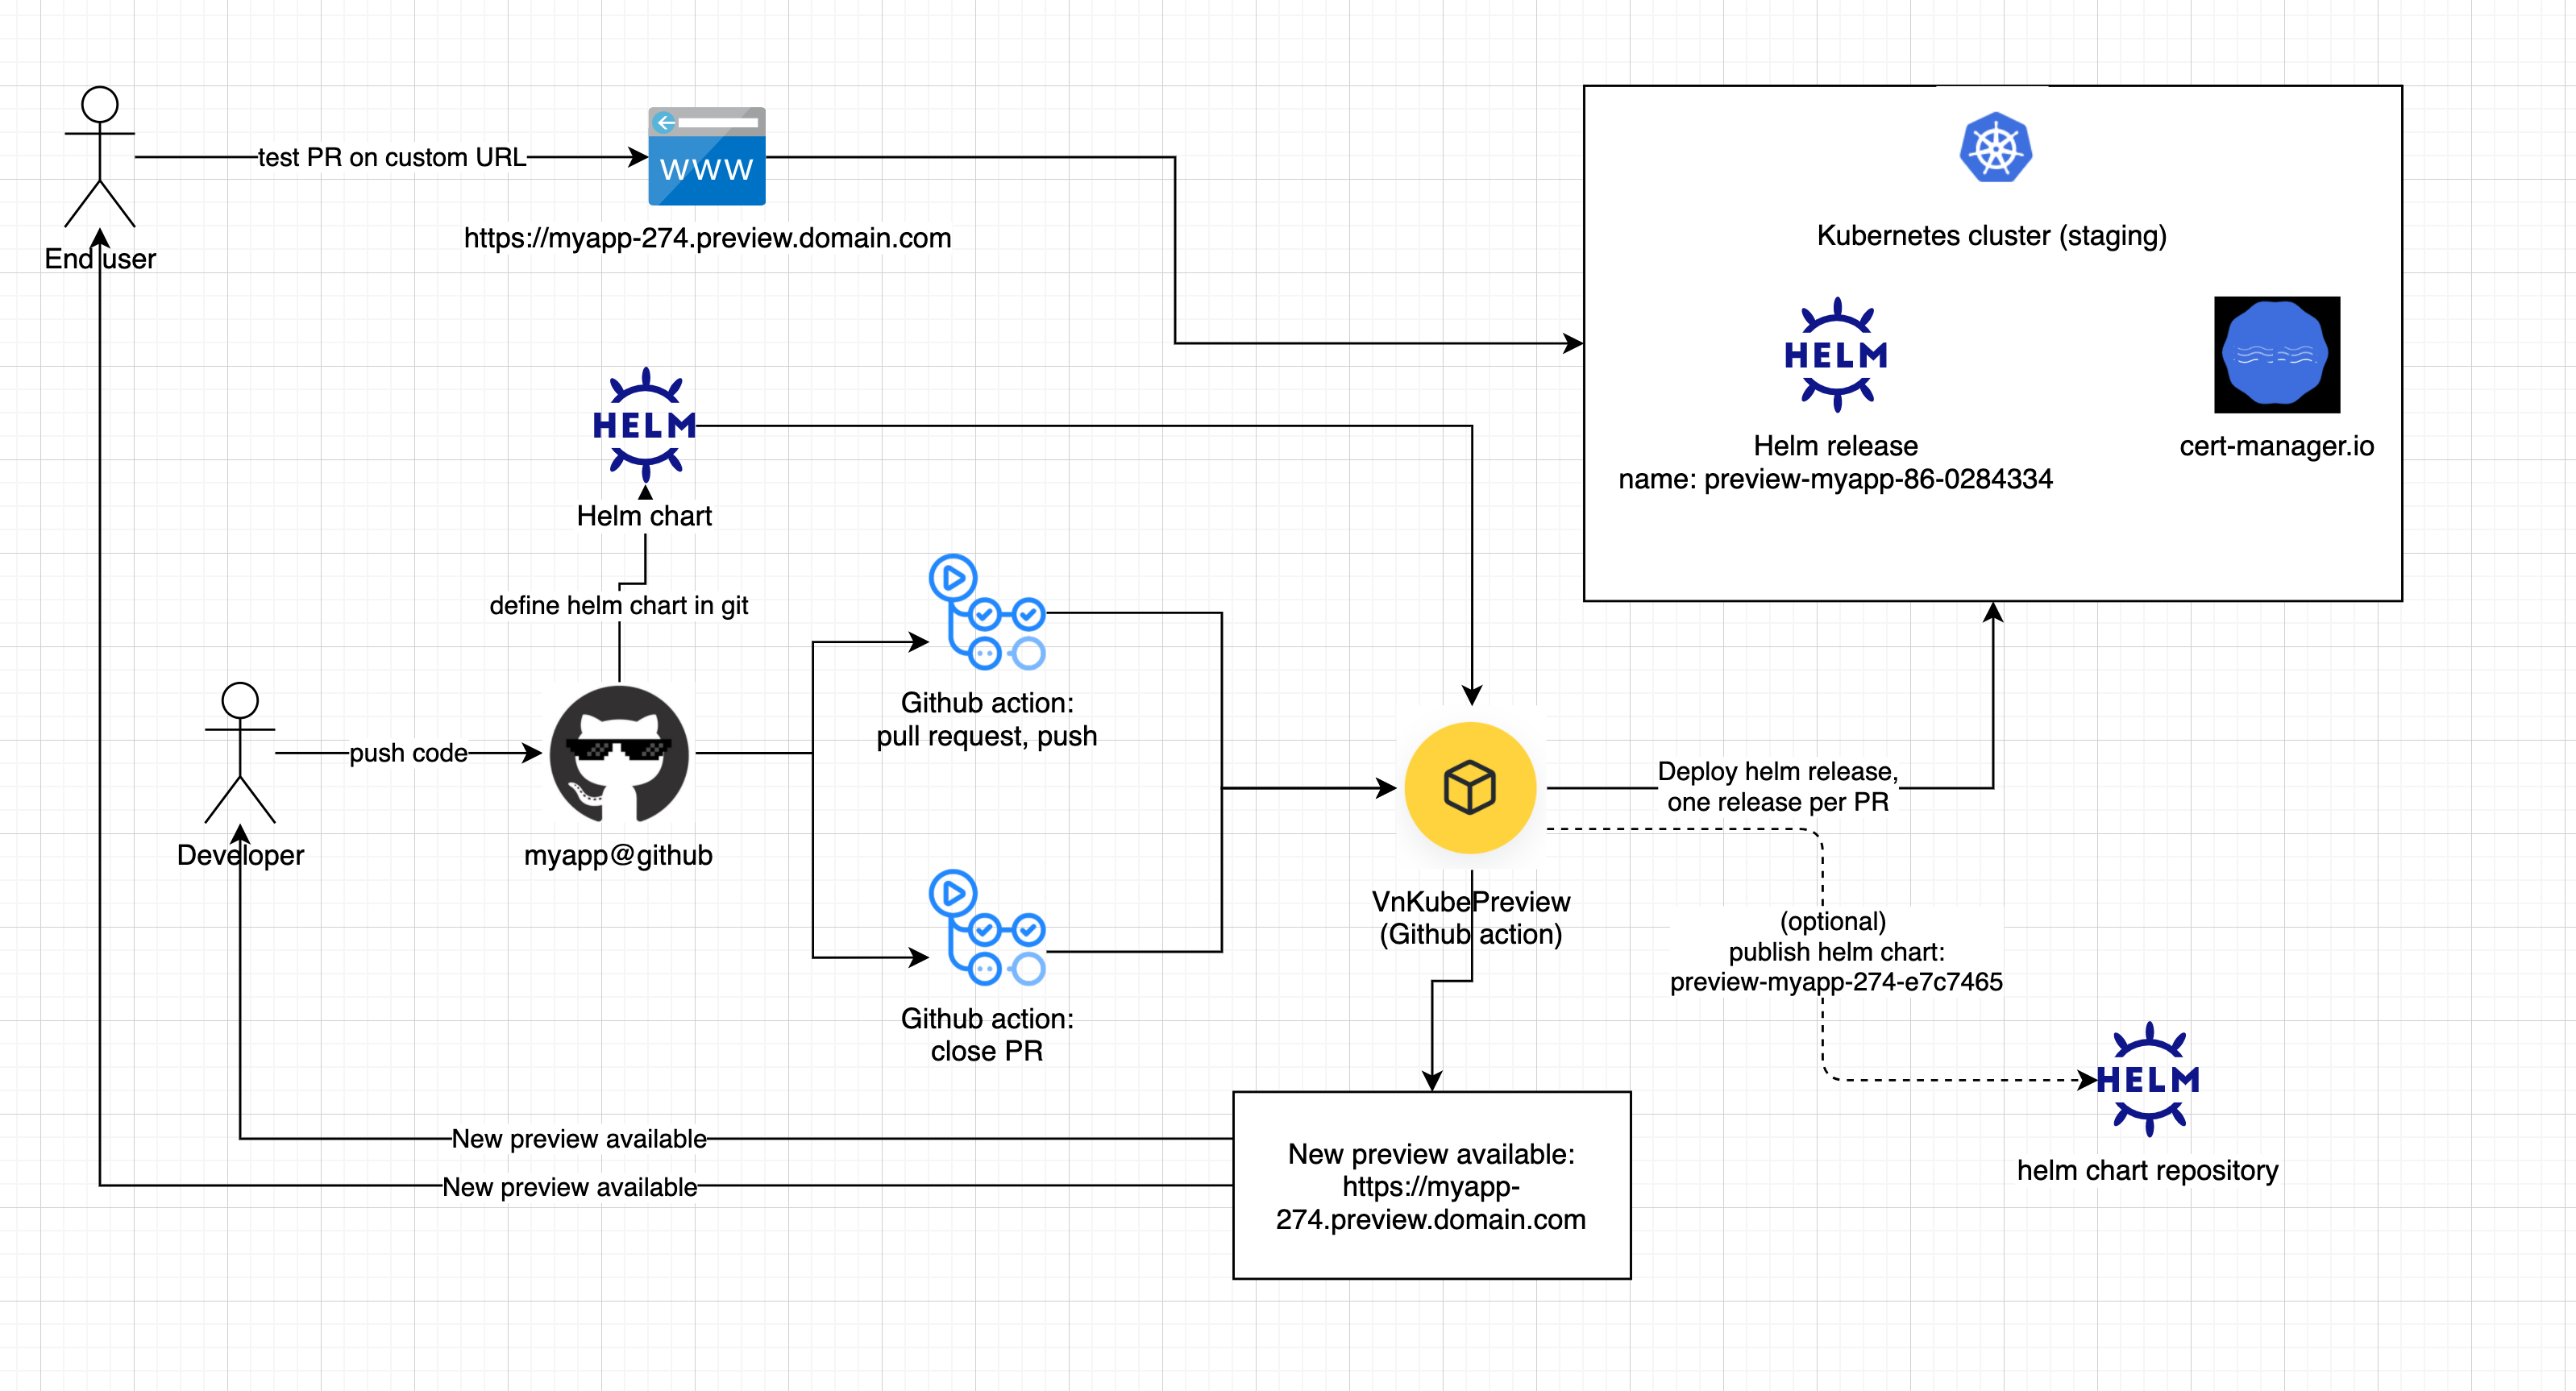 test PR on custom URL
WWW
https://myapp-274.preview.domain.com
End user
Kubernetes cluster (staging)
HELM
Helm release
name: preview-myapp-86-0284334
cert-manager.io
HELM
Helm chart
define helm chart in git
Github action:
pull request, push
push code
Developer
myapp@github
Deploy helm release,
one release per PR
VnKubePreview
(Github action)
(optional)
publish helm chart:
preview-myapp-274-e7c7465
Github action:
close PR
HELM
helm chart repository
New preview available
New preview available
New preview available:
https://myapp-
274.preview.domain.com